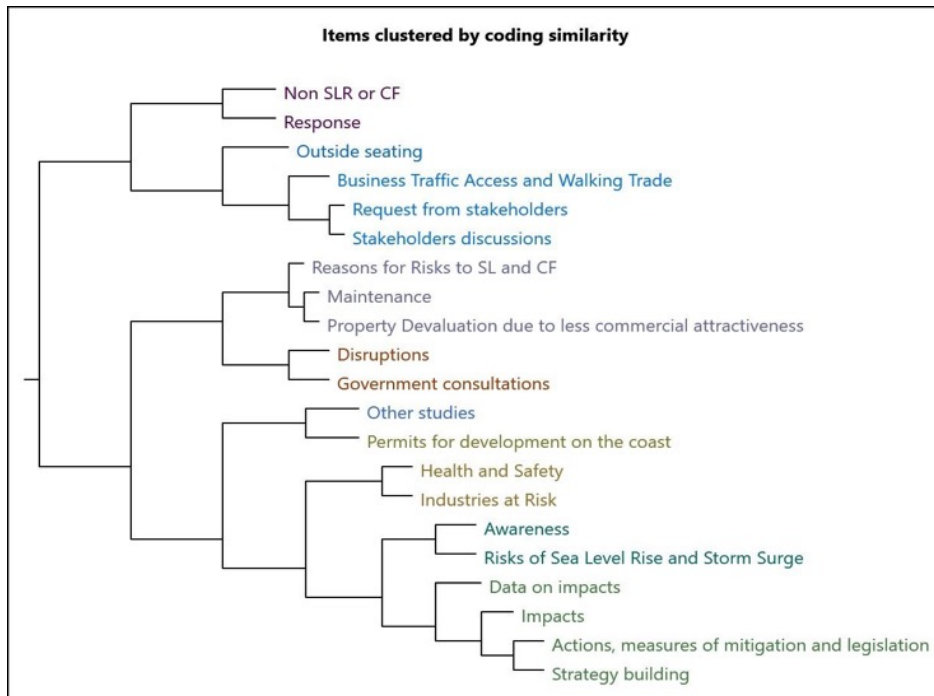 Items clustered by coding similarity
Non SLR or CF
Response
Outside seating
Business Traffic Access and Walking Trade
Request from stakeholders
Stakeholders discussions
Reasons for Risks to SL and CF
Maintenance
Property Devaluation due to less commercial attractiveness
Disruptions
Government consultations
Other studies
Permits for development on the coast
Health and Safety
Industries at Risk
Awareness
Risks of Sea Level Rise and Storm Surge
Data on impacts
Impacts
Actions, measures of mitigation and legislation
Strategy building